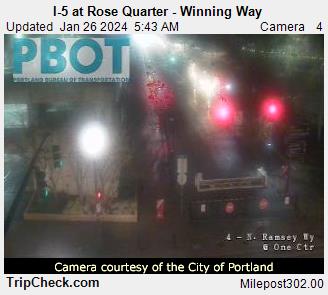 I-5 at Rose Quarter - Winning Way
Updated Jan 26 2024 5:43 AM Camera 4
PBOT
PORTLAND BUREAU OF TRANSPORTATION
4 - N. Ramsey Wy
@ One Ctr
Camera courtesy of the City of Portland
TripCheck.com Milepost302.00